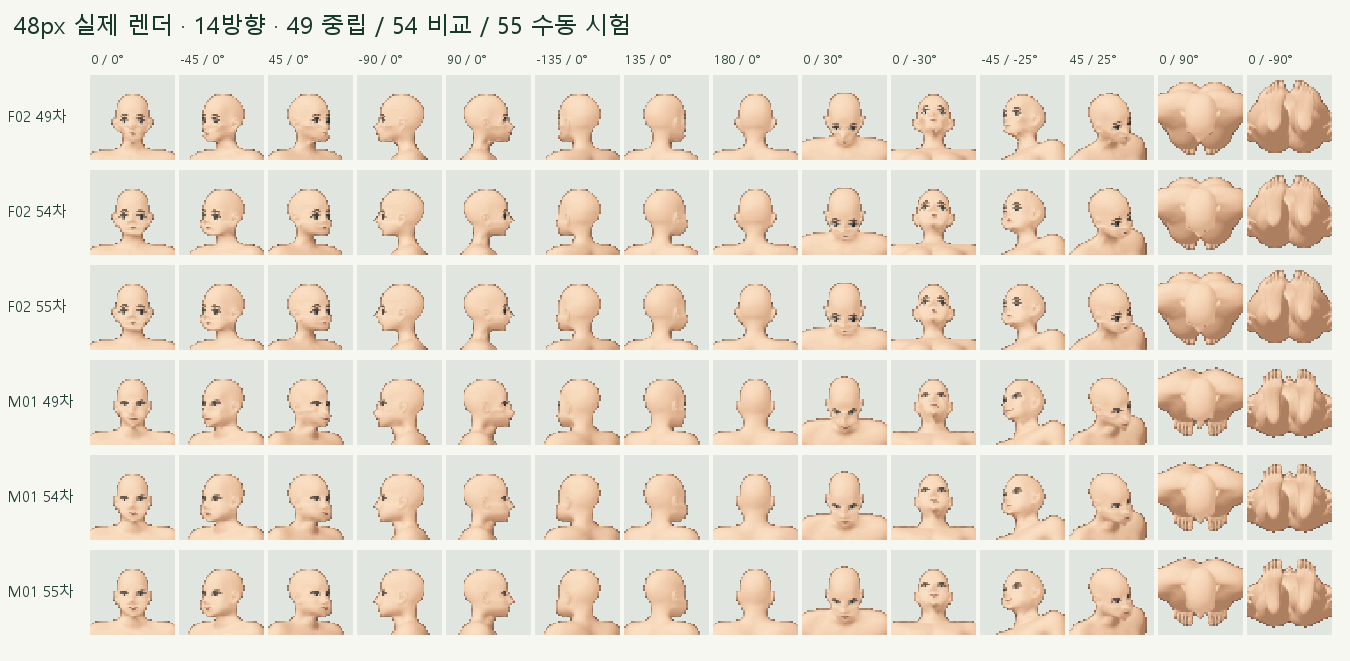 48px 실제 렌더 · 14방향 · 49 중립 / 54 비교 / 55 수동 시험
0 / 0° -45 / 0° 45 / 0° -90 / 0° 90 / 0° -135 / 0° 135 / 0° 180 / 0° 0 / 30° 0 / -30° -45 / -25° 45 / 25° 0 / 90° 0 / -90°
F02 49차
F02 54차
F02 55차
M01 49차
M01 54차
M01 55차